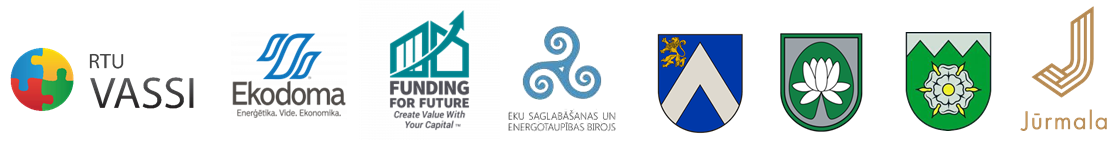 RTU
VASSI
Ekodoma
Enerģētika. Vide. Ekonomika.
FUNDING
FOR FUTURE
Create Value With
Your Capital ™
EKU SAGLABĀŠANAS UN
ENERGOTAUPĪBAS BIROJS
Jūrmala